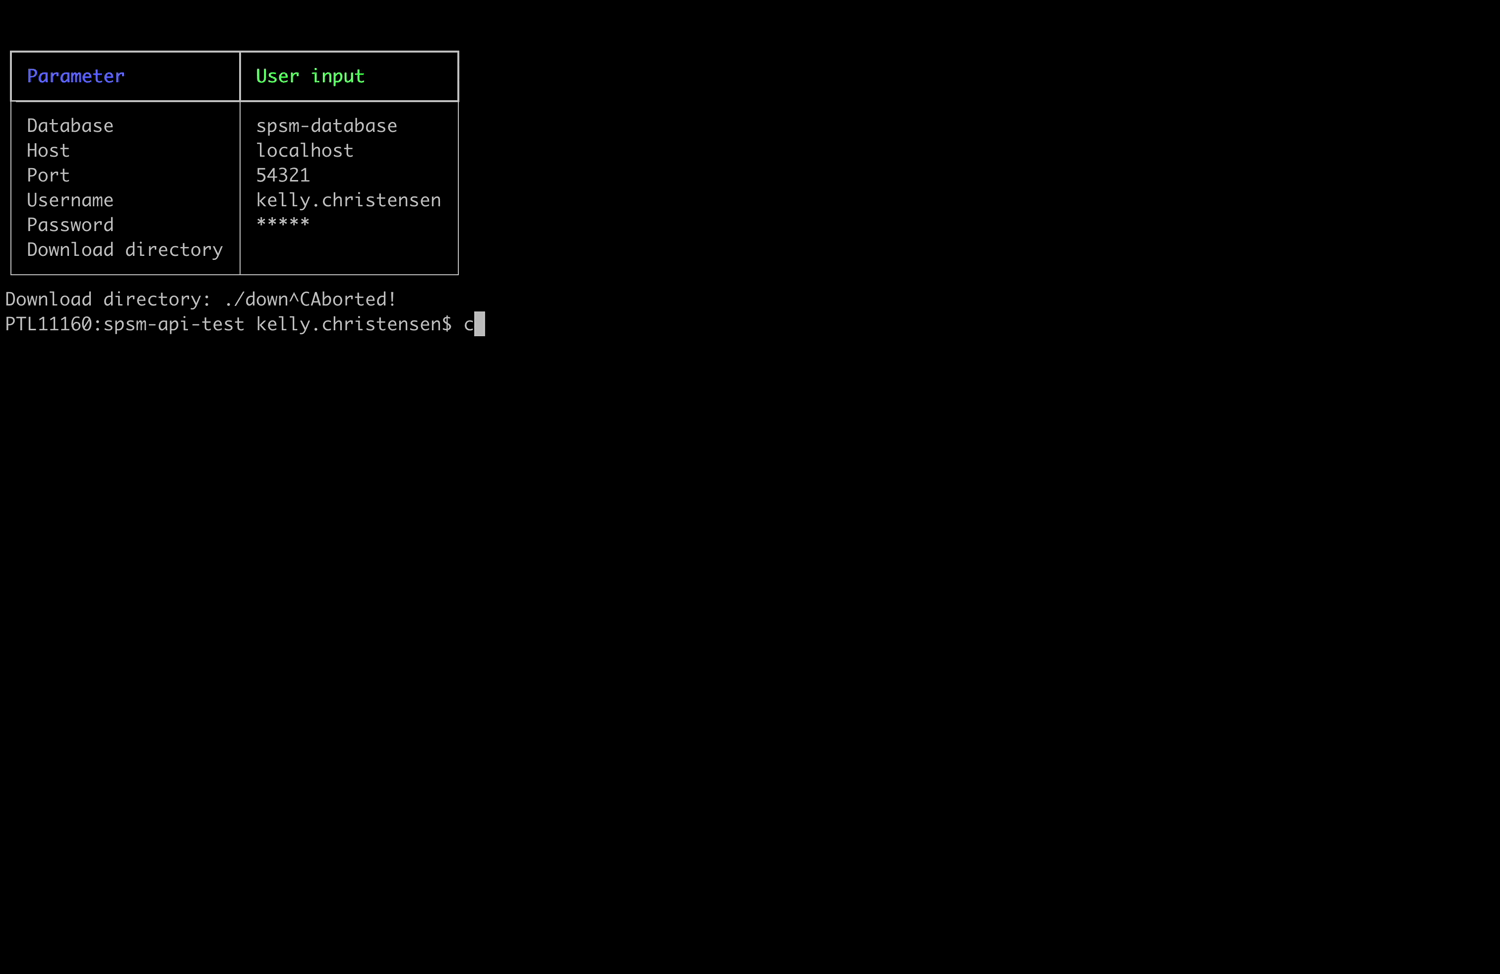 Parameter User input
Database spsm-database
Host localhost
Port 54321
Username kelly.christensen
Password *****
Download directory
Download directory: ./down^CAborted!
PTL11160:spsm-api-test kelly.christensen$ c